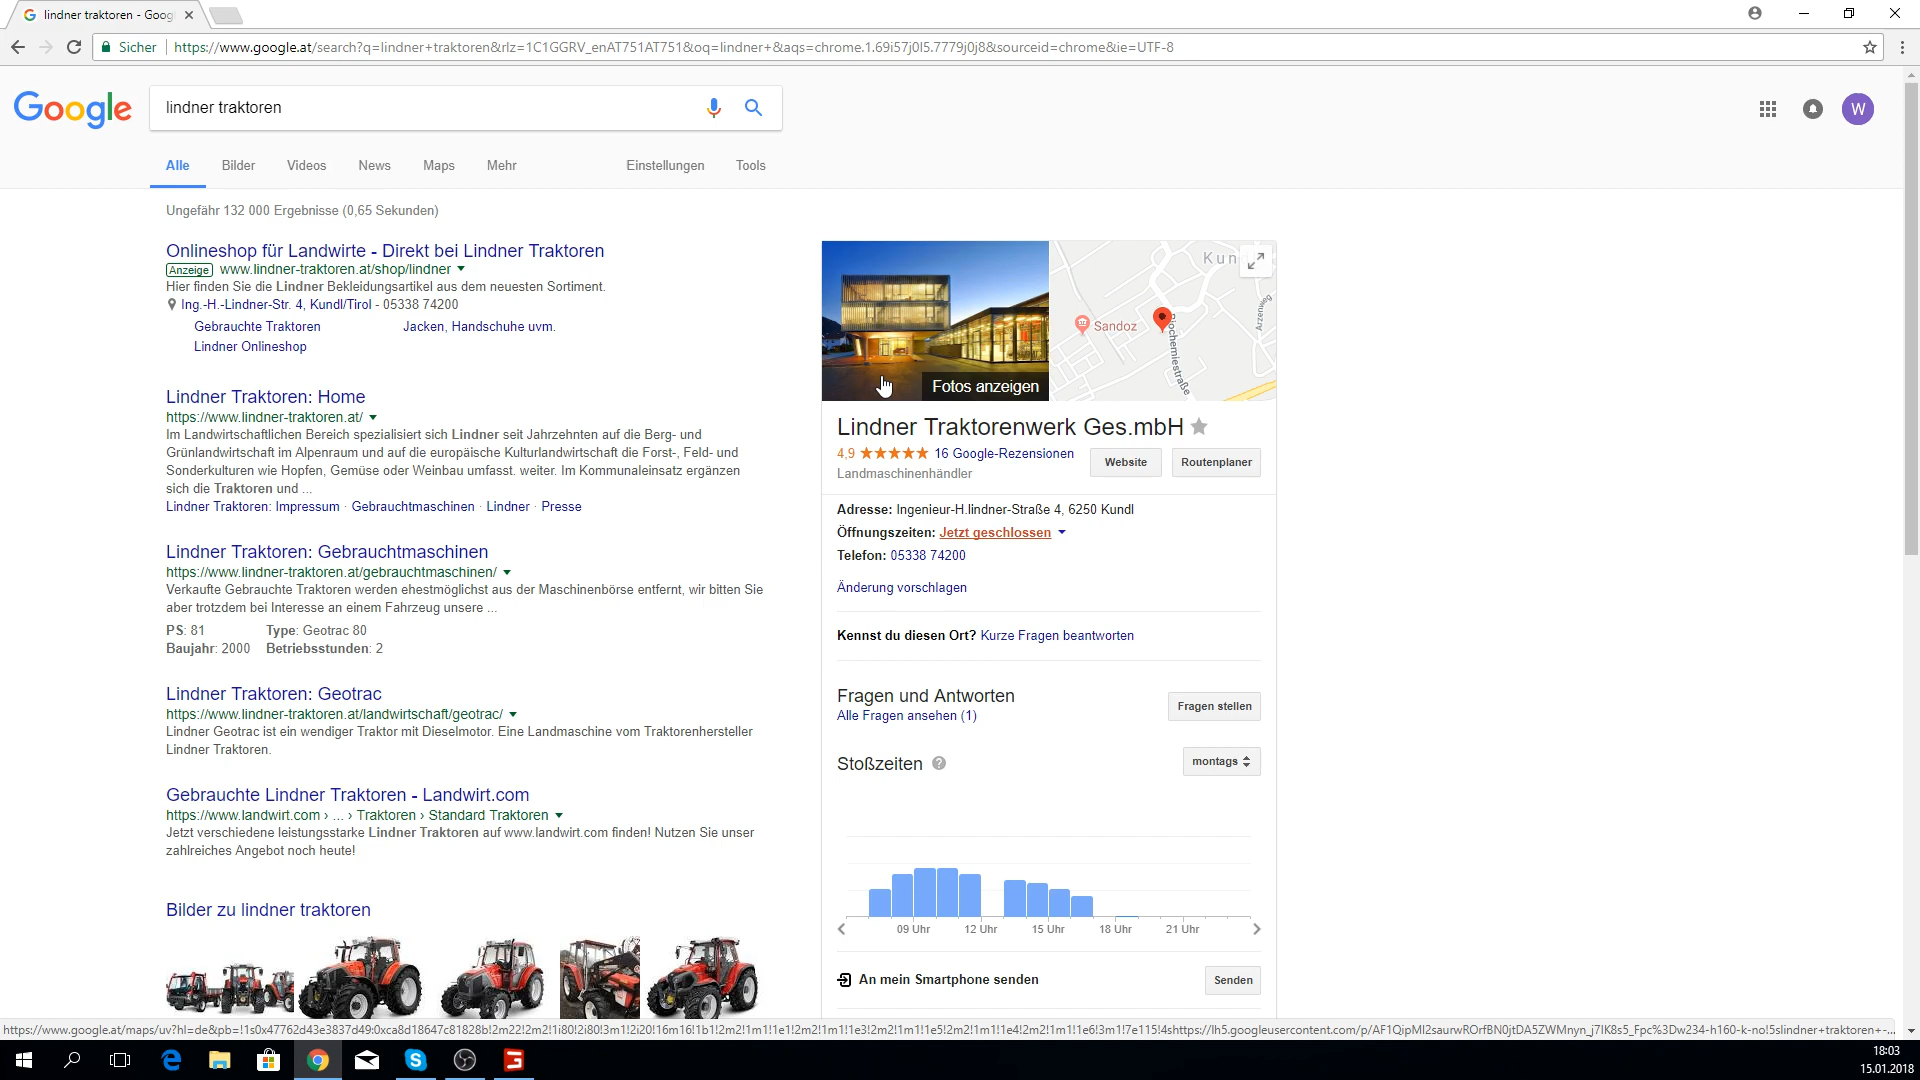 lindner traktoren - Goog
Sicher
https://www.google.at/search?q=lindner+traktoren&rlz=1C1GGRV_enAT751AT751&oq=lindner+&aqs=chrome.1.69i57j0l5.7779j0j8&sourceid=chrome&ie=UTF-8
Google
lindner traktoren
W
Alle
Bilder
Videos
News
Maps
Mehr
Einstellungen
Tools
Ungefähr 132 000 Ergebnisse (0,65 Sekunden)
Onlineshop für Landwirte - Direkt bei Lindner Traktoren
Anzeige www.lindner-traktoren.at/shop/lindner
Hier finden Sie die Lindner Bekleidungsartikel aus dem neuesten Sortiment.
Ing.-H.-Lindner-Str. 4, Kundl/Tirol - 05338 74200
Gebrauchte Traktoren
Jacken, Handschuhe uvm.
Lindner Onlineshop
Lindner Traktoren: Home
https://www.lindner-traktoren.at/
Im Landwirtschaftlichen Bereich spezialisiert sich Lindner seit Jahrzehnten auf die Berg- und
Grünlandwirtschaft im Alpenraum und auf die europäische Kulturlandwirtschaft die Forst-, Feld- und
Sonderkulturen wie Hopfen, Gemüse oder Weinbau umfasst. weiter. Im Kommunaleinsatz ergänzen
sich die Traktoren und ...
Lindner Traktoren: Impressum · Gebrauchtmaschinen · Lindner · Presse
Lindner Traktoren: Gebrauchtmaschinen
https://www.lindner-traktoren.at/gebrauchtmaschinen/
Verkaufte Gebrauchte Traktoren werden ehestmöglichst aus der Maschinenbörse entfernt, wir bitten Sie
aber trotzdem bei Interesse an einem Fahrzeug unsere ...
PS: 81
Type: Geotrac 80
Baujahr: 2000
Betriebsstunden: 2
Lindner Traktoren: Geotrac
https://www.lindner-traktoren.at/landwirtschaft/geotrac/
Lindner Geotrac ist ein wendiger Traktor mit Dieselmotor. Eine Landmaschine vom Traktorenhersteller
Lindner Traktoren.
Gebrauchte Lindner Traktoren - Landwirt.com
https://www.landwirt.com › ... › Traktoren › Standard Traktoren
Jetzt verschiedene leistungsstarke Lindner Traktoren auf www.landwirt.com finden! Nutzen Sie unser
zahlreiches Angebot noch heute!
Bilder zu lindner traktoren
Fotos anzeigen
Kun
Sandoz
Biochemiestraße
Arzenweg
Lindner Traktorenwerk Ges.mbH
4,9 ★★★★★ 16 Google-Rezensionen
Landmaschinenhändler
Website
Routenplaner
Adresse: Ingenieur-H.lindner-Straße 4, 6250 Kundl
Öffnungszeiten: Jetzt geschlossen
Telefon: 05338 74200
Änderung vorschlagen
Kennst du diesen Ort? Kurze Fragen beantworten
Fragen und Antworten
Alle Fragen ansehen (1)
Fragen stellen
Stoßzeiten ?
montags
09 Uhr
12 Uhr
15 Uhr
18 Uhr
21 Uhr
An mein Smartphone senden
Senden
18:03
15.01.2018